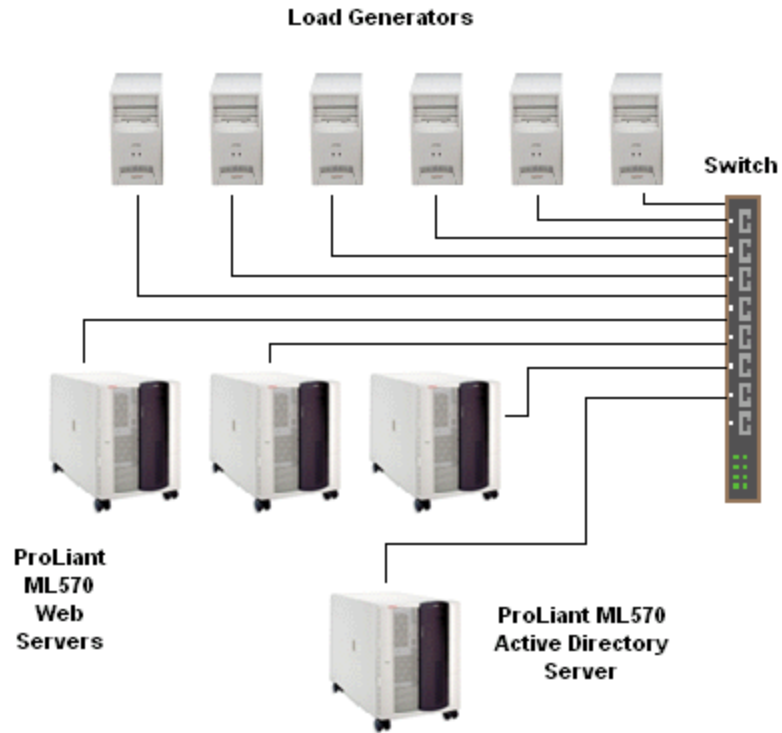 Load Generators
Switch
ProLiant
ML570
Web
Servers
ProLiant ML570
Active Directory
Server